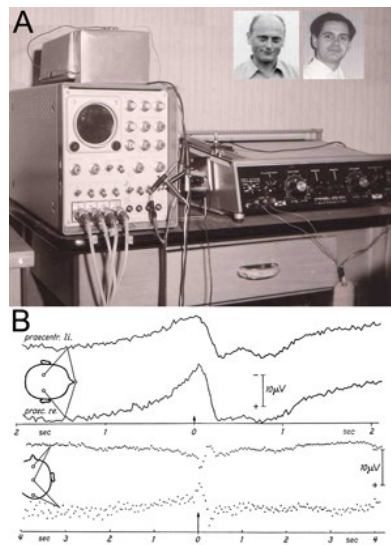 A
B
praecentr. li.
praec. re.
− 
10μV
+
2 sec 1 0 1 sec 2
10μV
+
4 sec 3 2 1 0 1 2 3 sec 4